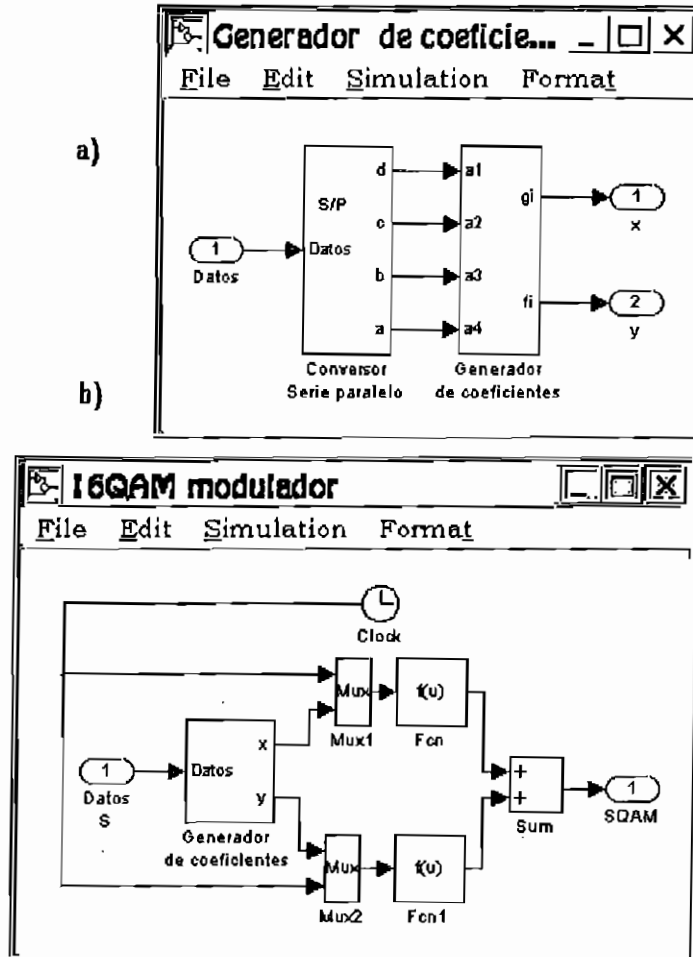 Generador de coeficie...
File Edit Simulation Format
a)
d
a1
S/P
gi
1
x
c
a2
1
Datos
Datos
b
a3
fi
2
y
a
a4
Conversor
Serie paralelo
Generador
de coeficientes
b)
16QAM modulador
File Edit Simulation Format
Clock
Mux
Mux1
f(u)
Fcn
x
1
Datos
S
Datos
y
Generador
de coeficientes
+
+
Sum
1
SQAM
Mux
Mux2
f(u)
Fcn1